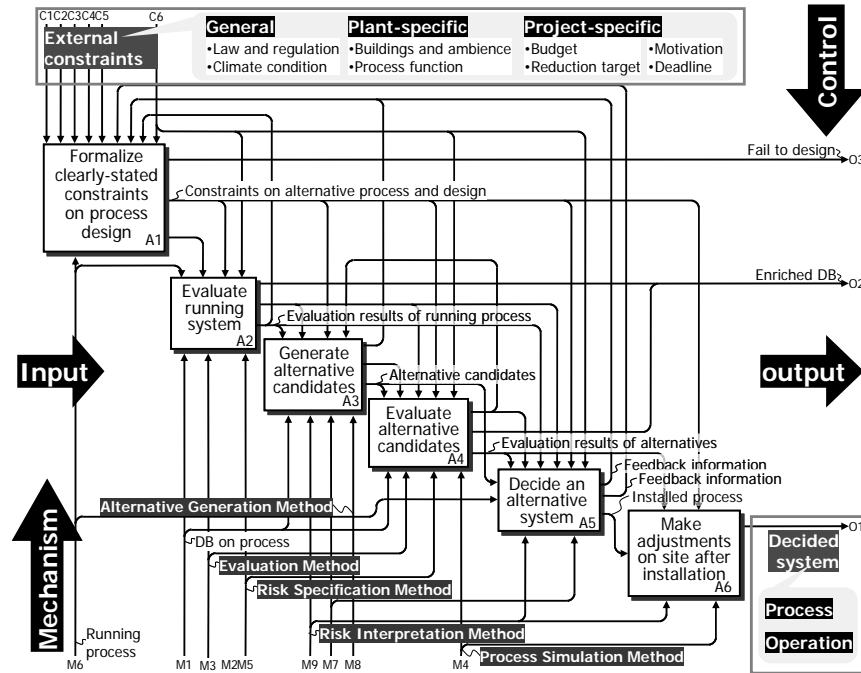 C1C2C3C4C5 C6
External
constraints
General
•Law and regulation
•Climate condition
Plant-specific
•Buildings and ambience
•Process function
Project-specific
•Budget
•Reduction target
•Motivation
•Deadline
Control
Formalize
clearly-stated
constraints
on process
design
A1
Fail to design
O3
Constraints on alternative process and design
Evaluate
running
system
A2
Enriched DB
O2
Evaluation results of running process
Input
Generate
alternative
candidates
A3
Alternative candidates
output
Evaluate
alternative
candidates
A4
Evaluation results of alternatives
Decide an
alternative
system
A5
Feedback information
Feedback information
Installed process
Mechanism
Alternative Generation Method
Make
adjustments
on site after
installation
A6
O1
DB on process
Evaluation Method
Risk Specification Method
Decided
system
Process
Operation
Running
process
Risk Interpretation Method
Process Simulation Method
M6 M1 M3 M2M5 M9 M7 M8 M4